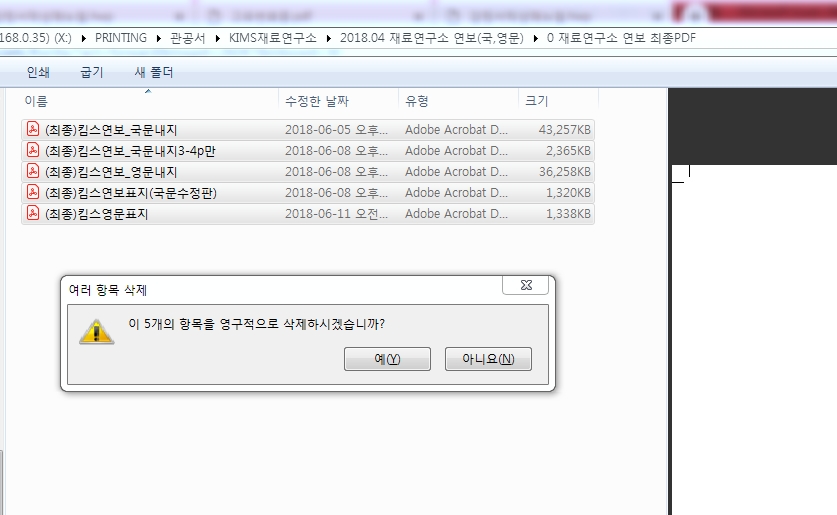 168.0.35) (X:) ▸ PRINTING ▸ 관공서 ▸ KIMS재료연구소 ▸ 2018.04 재료연구소 연보(국,영문) ▸ 0 재료연구소 연보 최종PDF
인쇄 굽기 새 폴더
이름 수정한 날짜 유형 크기
(최종)킴스연보_국문내지 2018-06-05 오후... Adobe Acrobat D... 43,257KB
(최종)킴스연보_국문내지3-4p만 2018-06-08 오후... Adobe Acrobat D... 2,365KB
(최종)킴스연보_영문내지 2018-06-08 오후... Adobe Acrobat D... 36,258KB
(최종)킴스연보표지(국문수정판) 2018-06-08 오후... Adobe Acrobat D... 1,320KB
(최종)킴스영문표지 2018-06-11 오전... Adobe Acrobat D... 1,338KB
여러 항목 삭제
이 5개의 항목을 영구적으로 삭제하시겠습니까?
예(Y) 아니요(N)